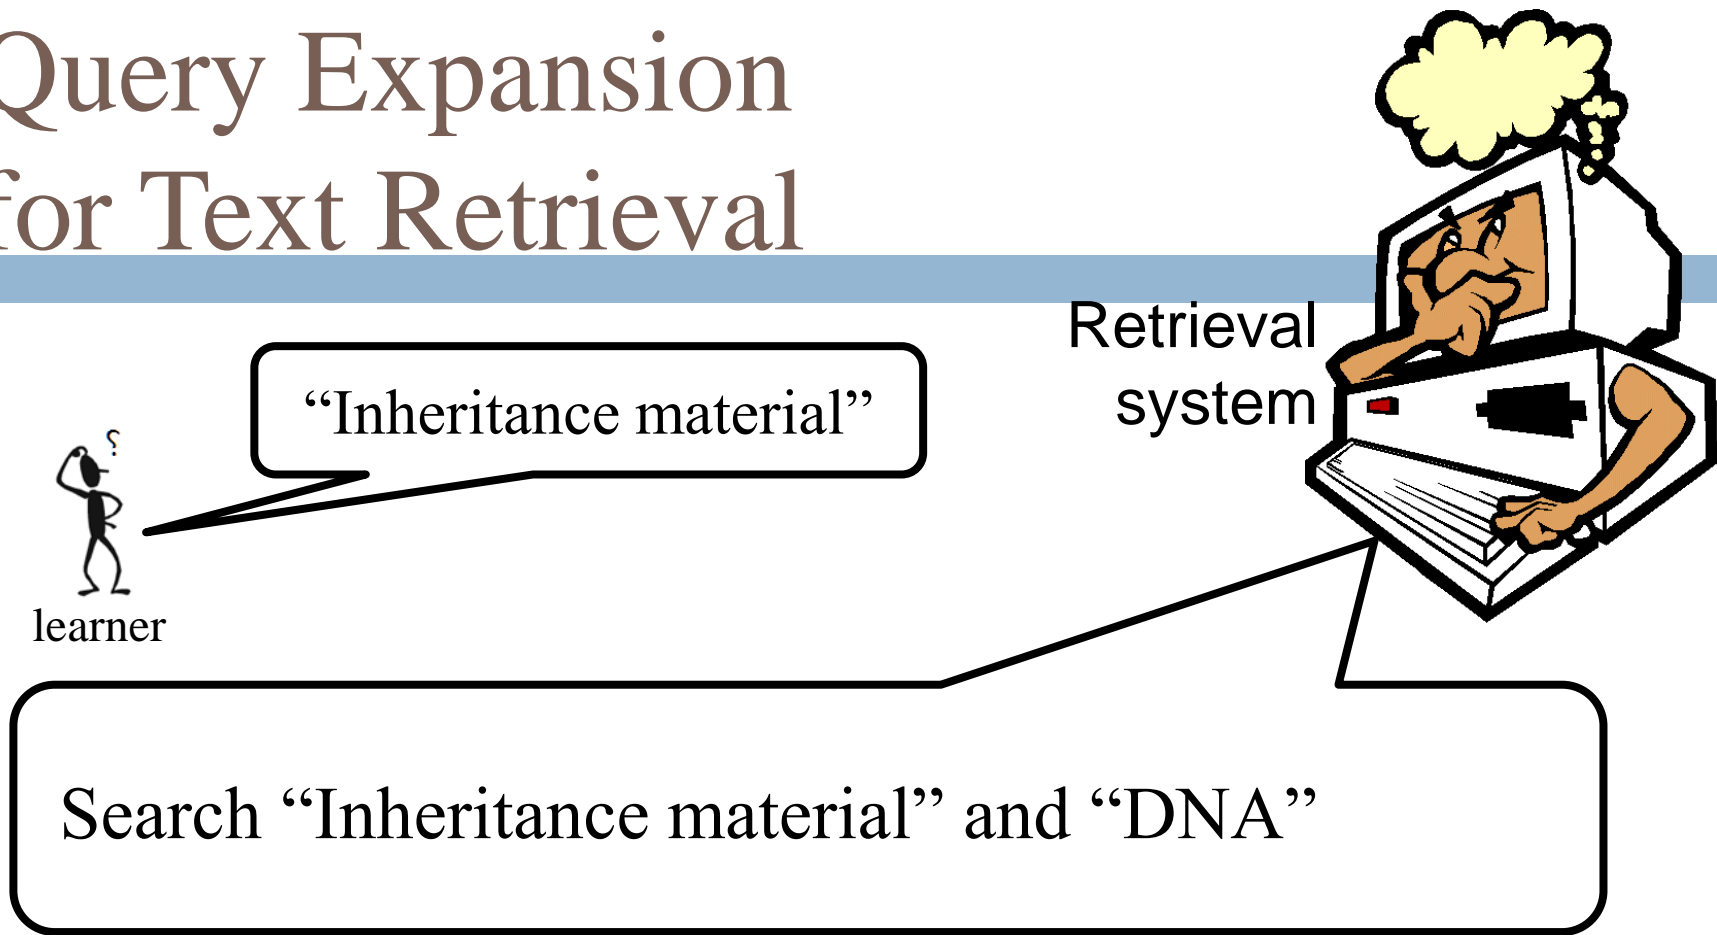 Query Expansion
for Text Retrieval
Retrieval
system
“Inheritance material”
?
learner
Search “Inheritance material” and “DNA”